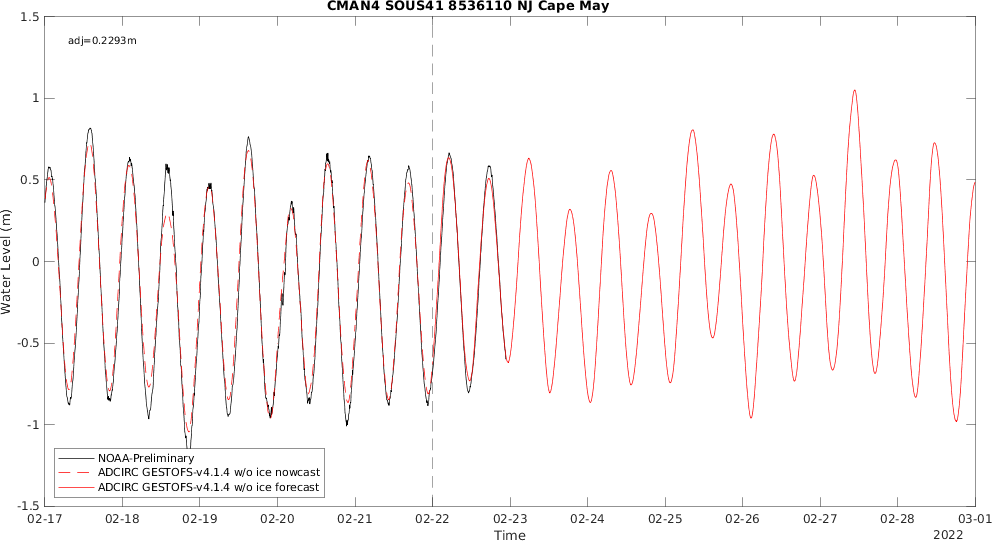 CMAN4 SOUS41 8536110 NJ Cape May
adj=0.2293m
1.5
1
0.5
0
-0.5
-1
-1.5
Water Level (m)
NOAA-Preliminary
ADCIRC GESTOFS-v4.1.4 w/o ice nowcast
ADCIRC GESTOFS-v4.1.4 w/o ice forecast
02-17 02-18 02-19 02-20 02-21 02-22 02-23 02-24 02-25 02-26 02-27 02-28 03-01
Time
2022